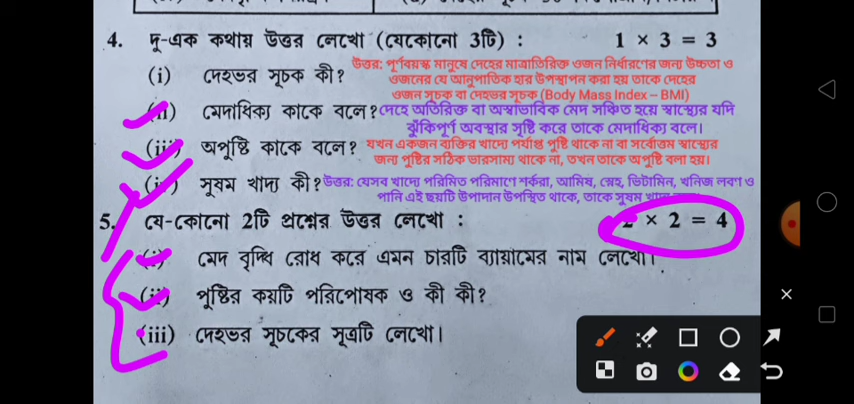 4. দু-এক কথায় উত্তর লেখো (যেকোনো 3টি) : 1 × 3 = 3
(i) দেহভর সূচক কী? উত্তর: পূর্ণবয়স্ক মানুষে দেহের মাত্রাতিরিক্ত ওজন নির্ধারণের জন্য উচ্চতা ও
ওজনের যে আনুপাতিক হার উপস্থাপন করা হয় তাকে দেহের
ওজন সূচক বা দেহভর সূচক (Body Mass Index – BMI)
(ii) মেদাধিক্য কাকে বলে? দেহে অতিরিক্ত বা অস্বাভাবিক মেদ সঞ্চিত হয়ে স্বাস্থ্যের যদি
ঝুঁকিপূর্ণ অবস্থার সৃষ্টি করে তাকে মেদাধিক্য বলে।
(iii) অপুষ্টি কাকে বলে? যখন একজন ব্যক্তির খাদ্যে পর্যাপ্ত পুষ্টি থাকে না বা সর্বোত্তম স্বাস্থ্যের
জন্য পুষ্টির সঠিক ভারসাম্য থাকে না, তখন তাকে অপুষ্টি বলা হয়।
সুষম খাদ্য কী? উত্তর: যেসব খাদ্যে পরিমিত পরিমাণে শর্করা, আমিষ, স্নেহ, ভিটামিন, খনিজ লবণ ও
পানি এই ছয়টি উপাদান উপস্থিত থাকে, তাকে সুষম
5. যে-কোনো 2টি প্রশ্নের উত্তর লেখো : 2 × 2 = 4
(i) মেদ বৃদ্ধি রোধ করে এমন চারটি ব্যায়ামের নাম লেখো।
(ii) পুষ্টির কয়টি পরিপোষক ও কী কী?
(iii) দেহভর সূচকের সূত্রটি লেখো।